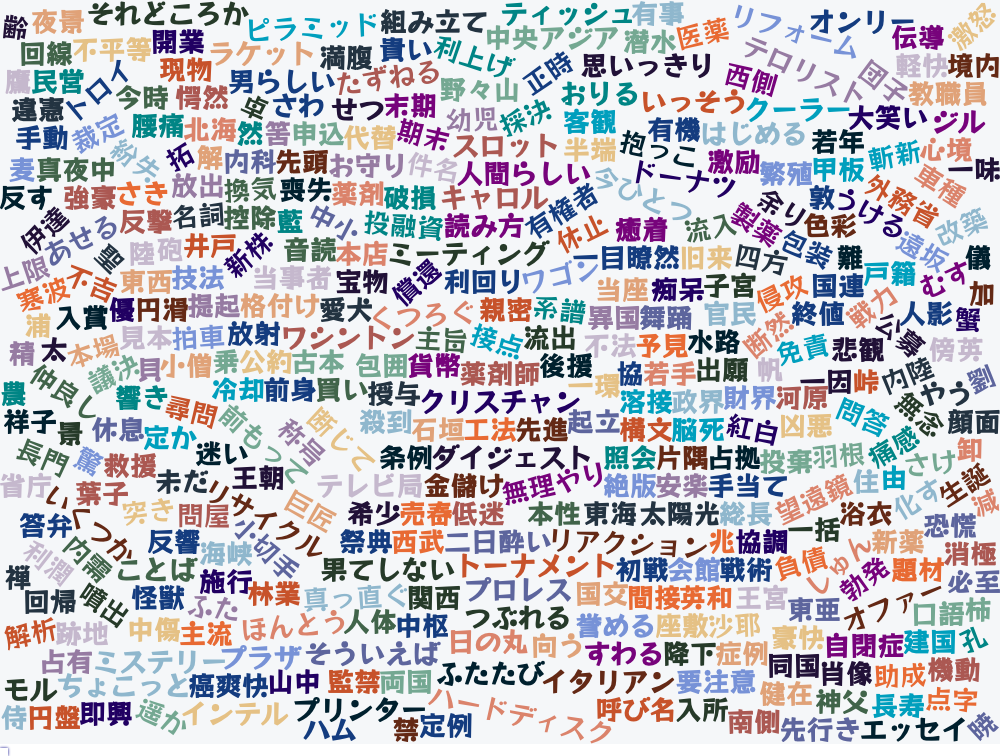 齢 夜景 それどころか ピラミッド 組み立て ティッシュ 有事 リフォーム オンリー 伝導 激怒
回線 不平等 開業 ラケット 満腹 貴い 利上げ 中央アジア 潜水 医薬 テロリスト 団子 軽快 境内
鷹 民営 トロイ 現物 男らしい たずねる 野々山 正時 思いっきり 西側 教職員
違憲 今時 愕然 卓 さわ せつ 末期 幼児 採決 おりる いっそう クーラー 大笑い ジル
手動 裁定 腰痛 北海 然 筈 申込 代替 期末 スロット 客観 半端 抱っこ 有機 はじめる 若年 斬新 心境
麦 真夜中 紛失 拓 解 内科 先頭 お守り 件名 人間らしい 今ひとつ ドーナツ 激励 繁殖 甲板 車種 一味
反す 強豪 さき 放出 換気 喪失 薬剤 破損 キャロル 有権者 余り 敦 うける 外務省 改築
伊達 あせる 反撃 名詞 控除 藍 中小 投融資 読み方 休止 癒着 流入 製薬 包装 色彩 遠坂
上限 聖 陸砲 井戸 新株 音読 本店 ミーティング 一目瞭然 旧来 四方 難 戸籍 むす 儀
寒波 不吉 東西 技法 当事者 宝物 償還 利回り ワゴン 当座 痴呆 子宮 侵攻 国連 戦力 加
浦 入賞 優 円滑 提起 格付け 愛犬 くつろぐ 親密 系譜 異国 舞踊 官民 断然 終値 公募 人影 蟹
精 太 本場 見本 拍車 放射 ワシントン 主旨 接点 流出 不法 予見 水路 免責 悲観 傍 英
仲良し 議決 貝 小僧 乗 公約 古本 包囲 貨幣 薬剤師 後援 一環 協 若手 出願 帆 一因 峠 内陸 やう 劉
農 響き 尋問 冷却 前身 買い 授与 クリスチャン 溶接 政界 財界 河原 問答 無念
祥子 景 休息 定か 前もって 称号 断じて 殺到 石垣 工法 先進 起立 横文 脳死 紅白 凶悪 痛感 顔面
長門 驚 救援 迷い 未だ 王朝 条例 ダイジェスト 照会 片隅 占拠 投棄 羽根 さけ 卸
省庁 いくつか 葉子 リサイクル 巨匠 テレビ局 金儲け 無理やり 絶版 安楽 手当て 望遠鏡 住 由 化す 生誕 減
答弁 突き 問屋 小切手 希少 売春 低迷 本性 東海 太陽光 総長 一括 浴衣 恐慌
利潤 内需 反響 海峡 祭典 西武 二日酔い リアクション 兆 協調 負債 しゅん 新薬 消極
禅 ことば 施行 果てしない トーナメント 初戦 会館 戦術 勃発 題材 必至
回帰 噴出 怪獣 ふた 林業 真っ直ぐ 関西 プロレス 国交 間接 英和 王宮 東亜 オファー 口語 柿
解析 跡地 中傷 主流 ほんとう 人体 中枢 つぶれる 誉める 座敷 沙耶 豪快 自閉症 建国 孔
占有 ミステリー プラザ そういえば 日の丸 向う すわる 降下 症例 同国 肖像 助成 機動
モル ちょこっと 癌 爽快 山中 監禁 両国 ふたたび イタリアン 要注意 健在 神父 長寿 点字
侍 円盤 即興 遥か インテル プリンター ハードディスク 呼び名 入所 南側 先行き エッセイ 暁
ハム 禁 定例